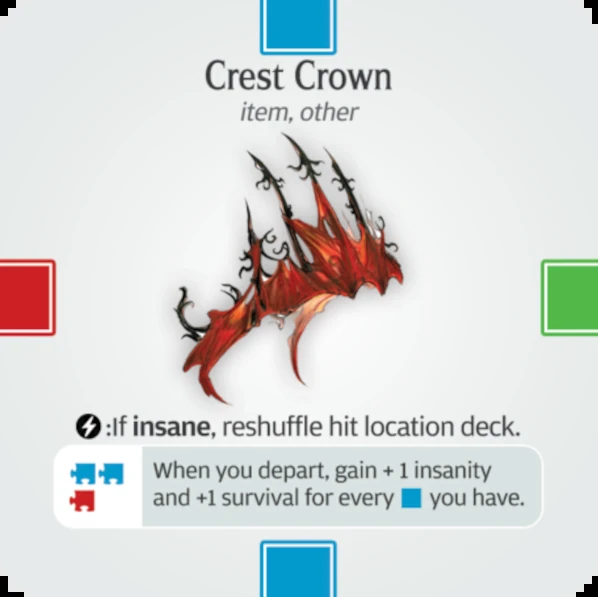 Crest Crown
item, other
:If insane, reshuffle hit location deck.
When you depart, gain + 1 insanity
and +1 survival for every you have.